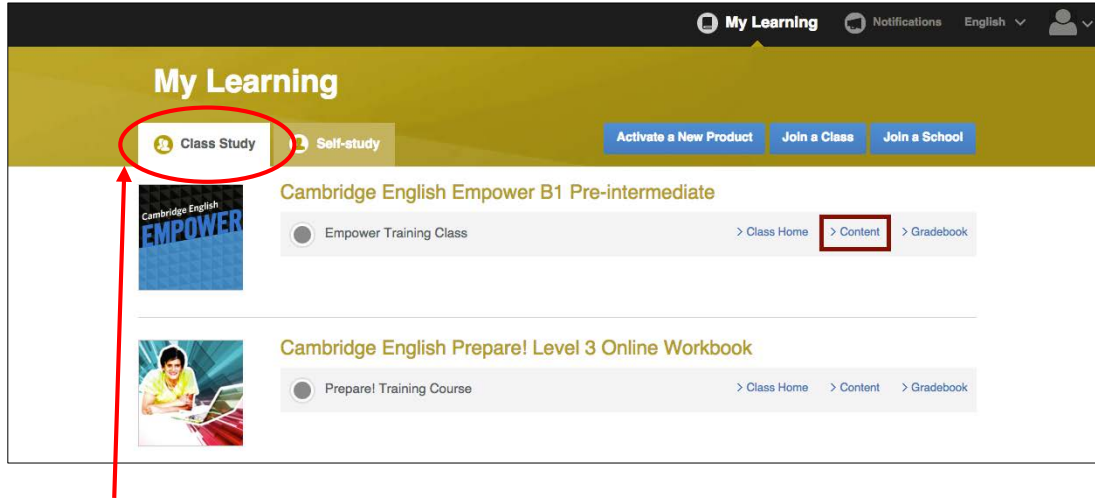 My Learning Notifications English
My Learning
Class Study Self-study Activate a New Product Join a Class Join a School
Cambridge English
EMPOWER
Cambridge English Empower B1 Pre-intermediate
Empower Training Class > Class Home > Content > Gradebook
Cambridge English Prepare! Level 3 Online Workbook
Prepare! Training Course > Class Home > Content > Gradebook